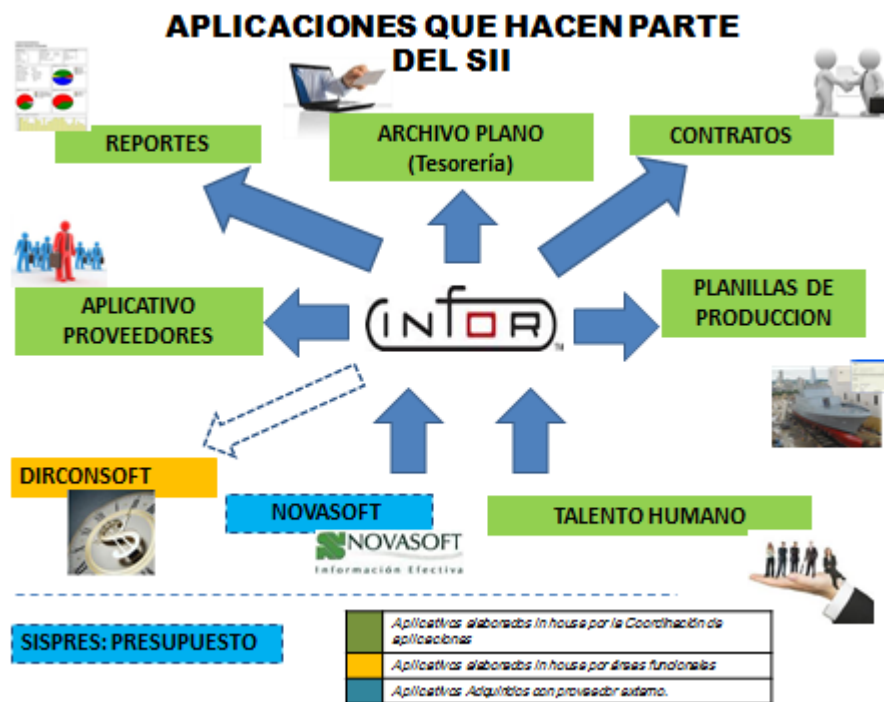 APLICACIONES QUE HACEN PARTE
DEL SII
REPORTES
ARCHIVO PLANO
(Tesorería)
CONTRATOS
APLICATIVO
PROVEEDORES
INFOR
TM
PLANILLAS DE
PRODUCCION
DIRCONSOFT
NOVASOFT
NOVASOFT
Información Efectiva
TALENTO HUMANO
SISPRES: PRESUPUESTO
Aplicativos elaborados in house por la Coordinación de
aplicaciones
Aplicativos elaborados in house por áreas funcionales
Aplicativos Adquiridos con proveedor externo.